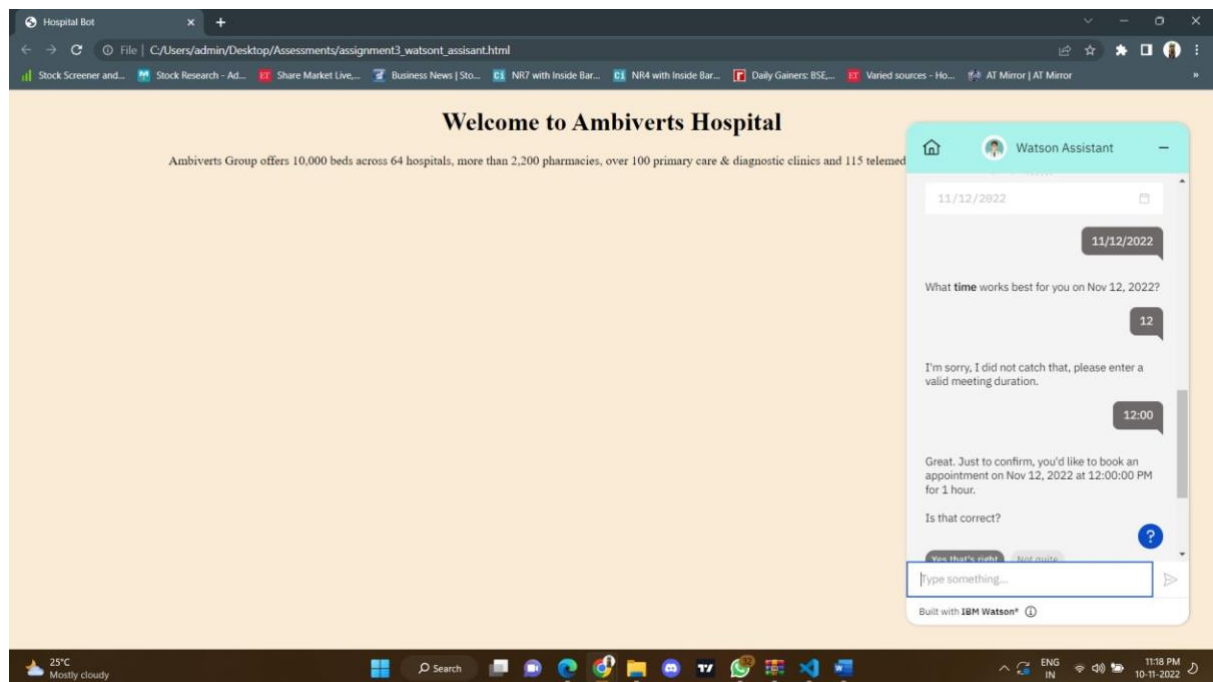 Hospital Bot
File | C:/Users/admin/Desktop/Assessments/assignment3_watsont_assisant.html
Stock Screener and... Stock Research - Ad... Share Market Live,... Business News | Sto... NR7 with Inside Bar... NR4 with Inside Bar... Daily Gainers: BSE,... Varied sources - Ho... AT Mirror | AT Mirror »
Welcome to Ambiverts Hospital
Ambiverts Group offers 10,000 beds across 64 hospitals, more than 2,200 pharmacies, over 100 primary care & diagnostic clinics and 115 telemed
Watson Assistant
11/12/2022
11/12/2022
What time works best for you on Nov 12, 2022?
12
I'm sorry, I did not catch that, please enter a
valid meeting duration.
12:00
Great. Just to confirm, you'd like to book an
appointment on Nov 12, 2022 at 12:00:00 PM
for 1 hour.
Is that correct?
?
Yes that's right Not quite
Type something...
Built with IBM Watson®
25°C
Mostly cloudy
Search
ENG
IN
11:18 PM
10-11-2022